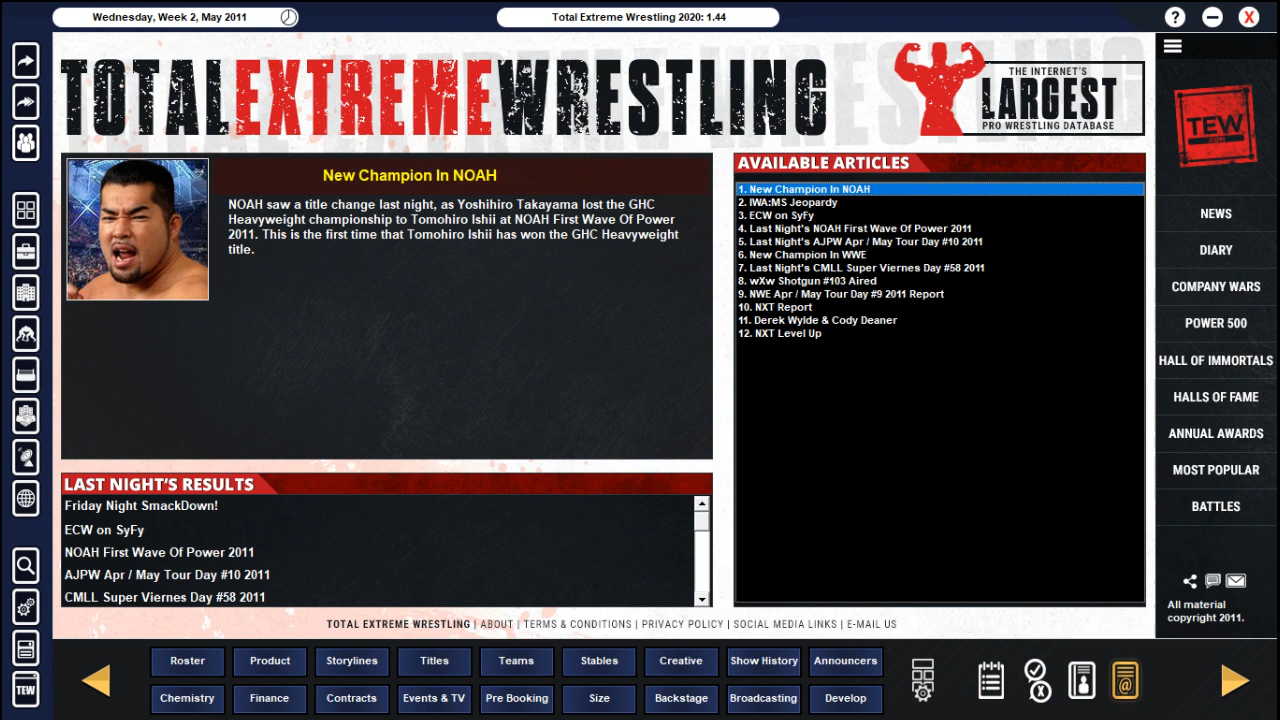 Wednesday, Week 2, May 2011
Total Extreme Wrestling 2020: 1.44
?
X
TOTALEXTREMEWRESTLING
THE INTERNET'S
LARGEST
PRO WRESTLING DATABASE
TEW
.COM
New Champion In NOAH
NOAH saw a title change last night, as Yoshihiro Takayama lost the GHC
Heavyweight championship to Tomohiro Ishii at NOAH First Wave Of Power
2011. This is the first time that Tomohiro Ishii has won the GHC Heavyweight
title.
AVAILABLE ARTICLES
1. New Champion In NOAH
2. IWA:MS Jeopardy
3. ECW on SyFy
4. Last Night's NOAH First Wave Of Power 2011
5. Last Night's AJPW Apr / May Tour Day #10 2011
6. New Champion In WWE
7. Last Night's CMLL Super Viernes Day #58 2011
8. wXw Shotgun #103 Aired
9. NWE Apr / May Tour Day #9 2011 Report
10. NXT Report
11. Derek Wylde & Cody Deaner
12. NXT Level Up
NEWS
DIARY
COMPANY WARS
POWER 500
HALL OF IMMORTALS
HALLS OF FAME
ANNUAL AWARDS
MOST POPULAR
BATTLES
All material
copyright 2011.
LAST NIGHT'S RESULTS
Friday Night SmackDown!
ECW on SyFy
NOAH First Wave Of Power 2011
AJPW Apr / May Tour Day #10 2011
CMLL Super Viernes Day #58 2011
TOTAL EXTREME WRESTLING | ABOUT | TERMS & CONDITIONS | PRIVACY POLICY | SOCIAL MEDIA LINKS | E-MAIL US
TEW
Roster Product Storylines Titles Teams Stables Creative Show History Announcers
Chemistry Finance Contracts Events & TV Pre Booking Size Backstage Broadcasting Develop